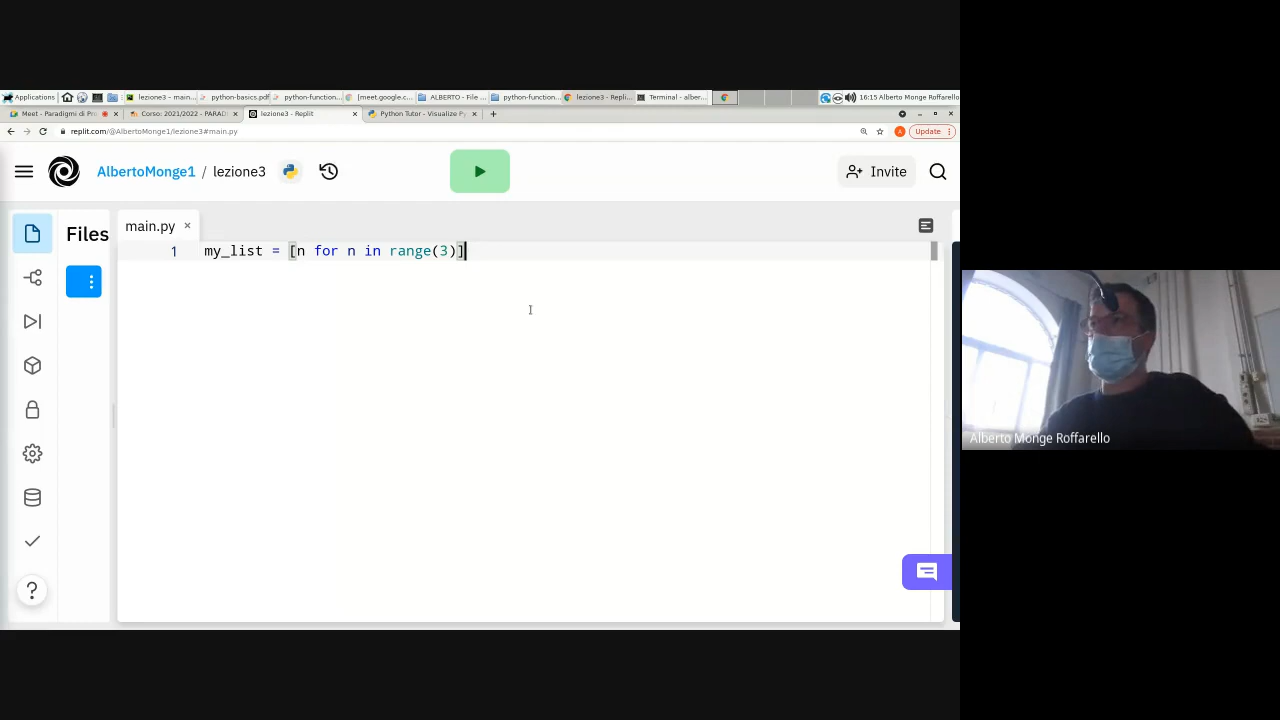 Applications
lezione3 – main...
python-basics.pdf
python-function...
[meet.google.c...
ALBERTO - File ...
python-function...
lezione3 - Repli...
Terminal - alber...
16:15 Alberto Monge Roffarello
Meet - Paradigmi di Pro
Corso: 2021/2022 - PARAD
lezione3 - Replit
Python Tutor - Visualize Py
replit.com/@AlbertoMonge1/lezione3#main.py
A
Update
AlbertoMonge1 / lezione3
Invite
Files
main.py
1 my_list = [n for n in range(3)]
?
Alberto Monge Roffarello